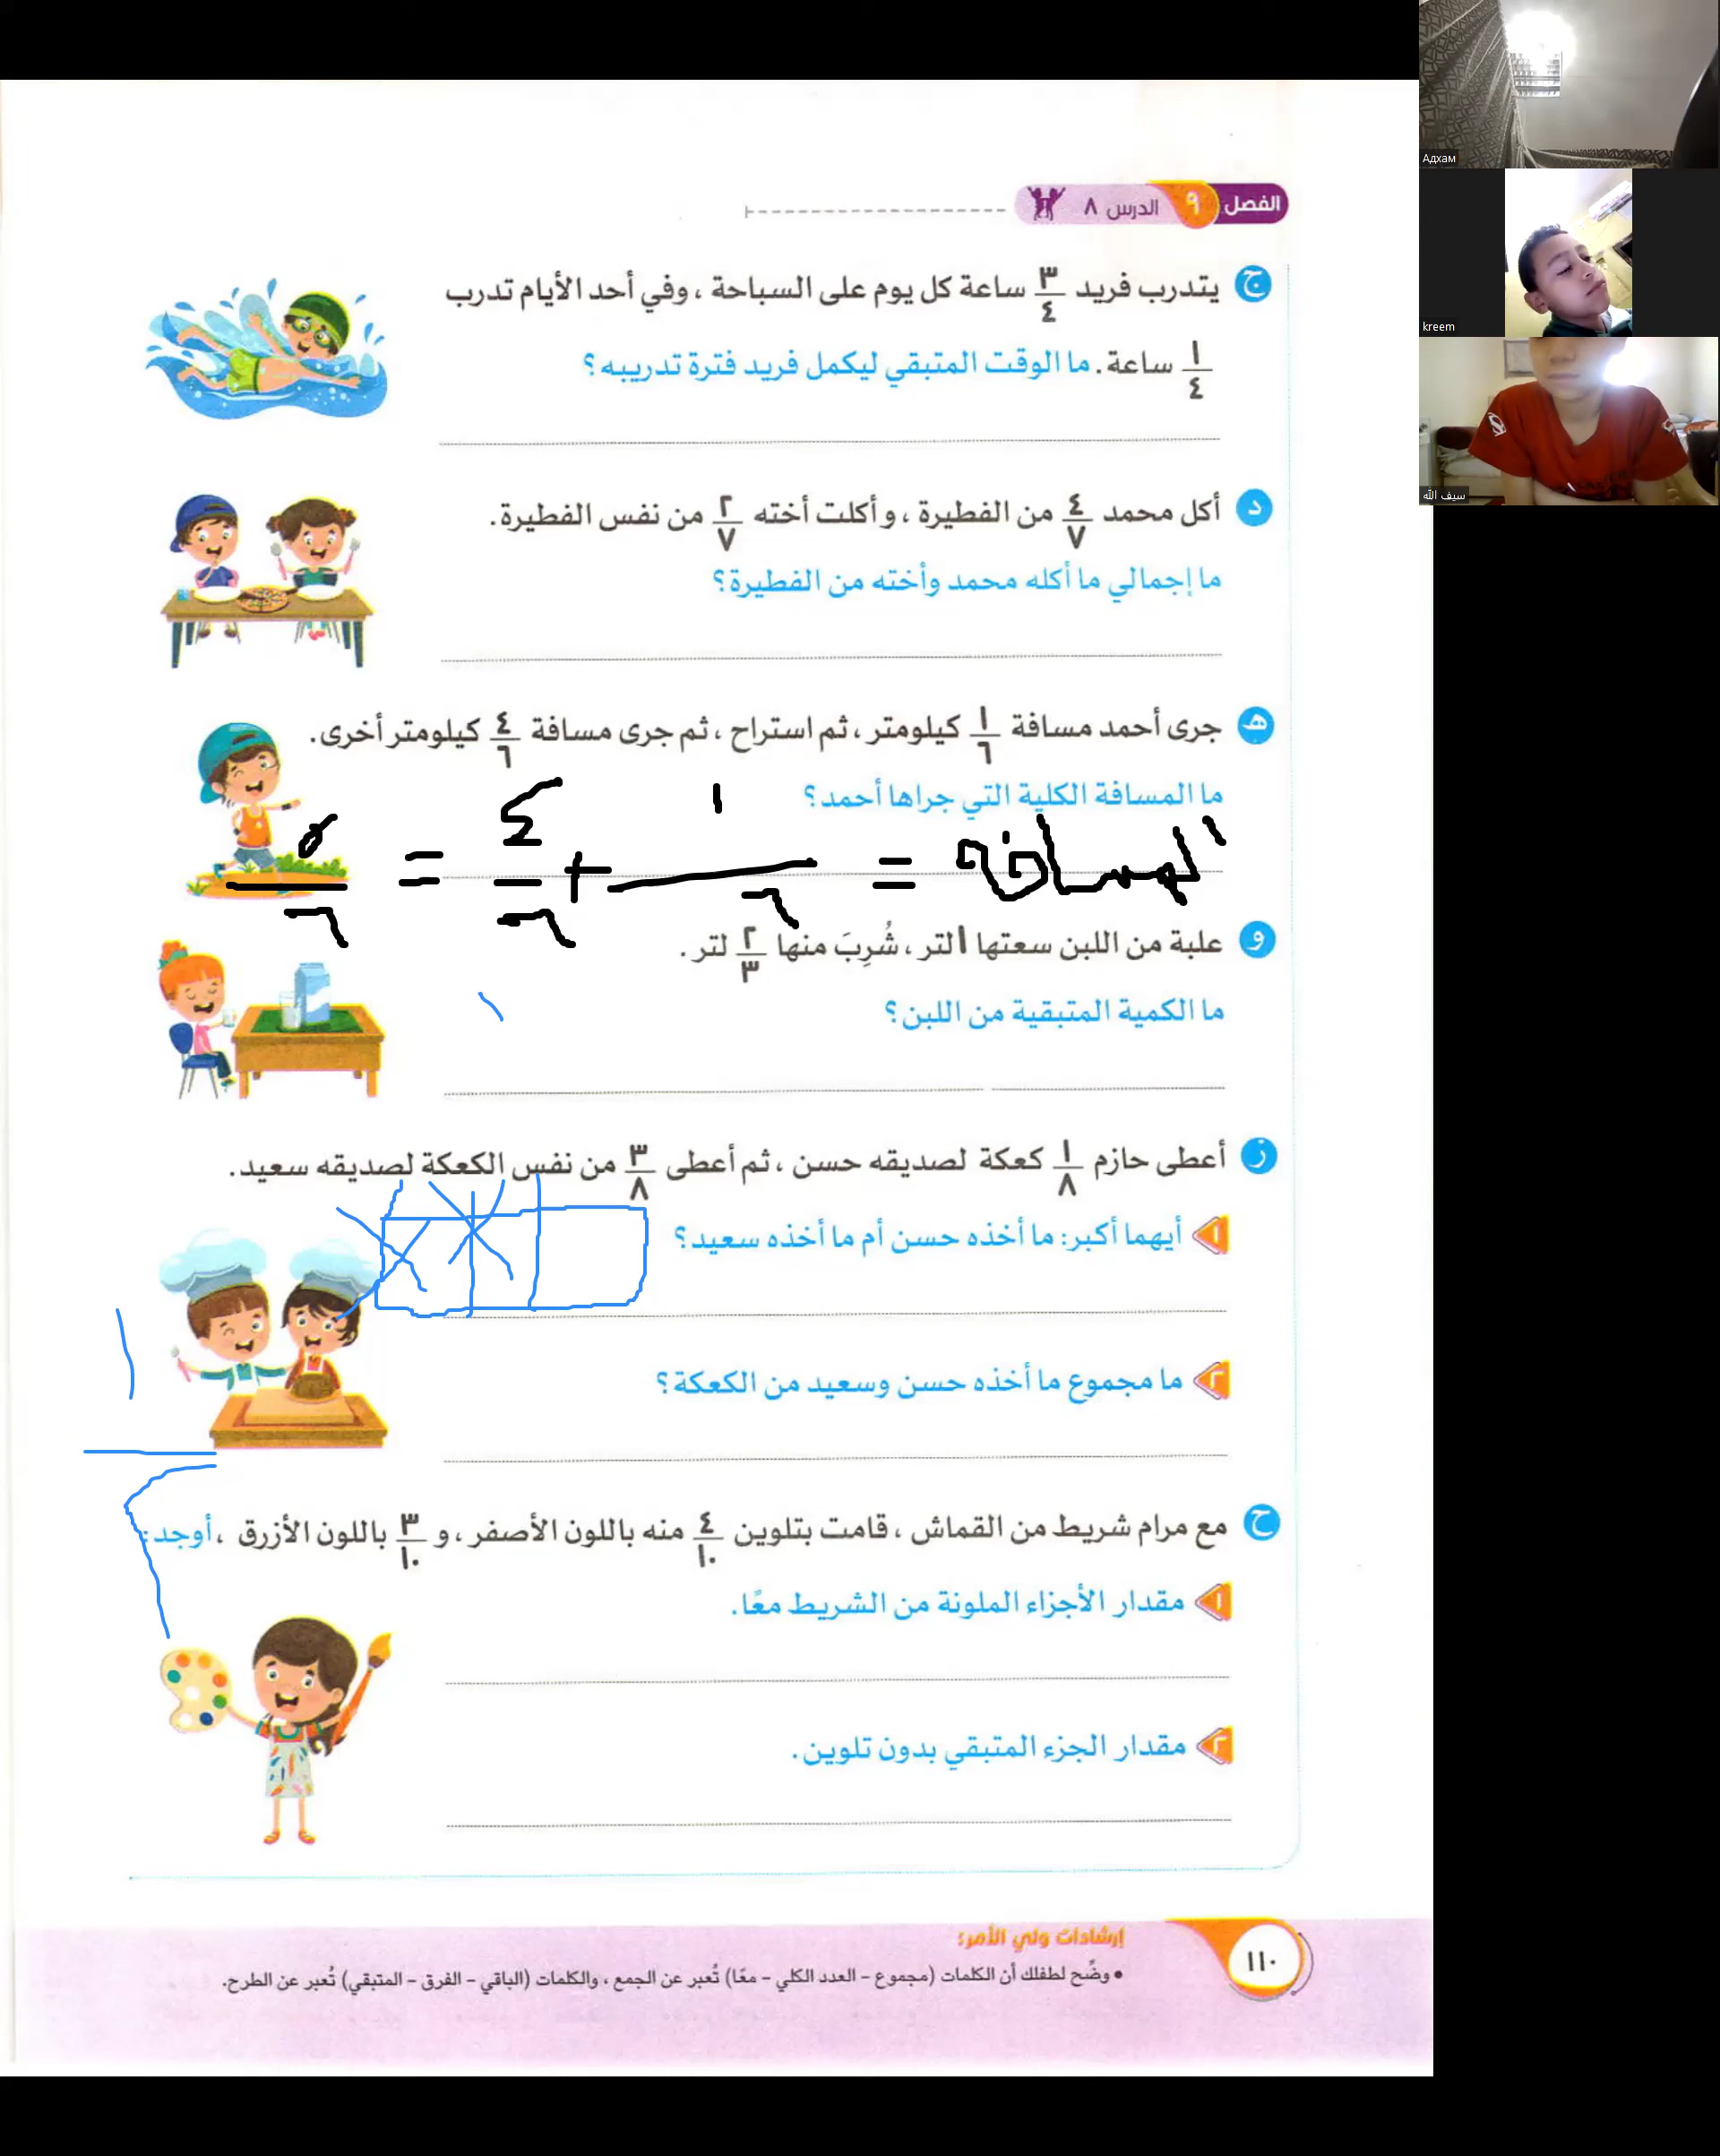 الفصل ٩ الدرس ٨
ج يتدرب فريد ٣/٤ ساعة كل يوم على السباحة ، وفي أحد الأيام تدرب
١/٤ ساعة. ما الوقت المتبقي ليكمل فريد فترة تدريبه؟
د أكل محمد ٤/٧ من الفطيرة ، وأكلت أخته ٢/٧ من نفس الفطيرة.
ما إجمالي ما أكله محمد وأخته من الفطيرة؟
هـ جرى أحمد مسافة ١/٦ كيلومتر ، ثم استراح ، ثم جرى مسافة ٤/٦ كيلومتر أخرى.
ما المسافة الكلية التي جراها أحمد؟
المسافة = ١/٦ + ٤/٦ = ٥/٦
و علبة من اللبن سعتها ١ لتر ، شُرِبَ منها ٢/٣ لتر.
ما الكمية المتبقية من اللبن؟
ز أعطى حازم ١/٨ كعكة لصديقه حسن ، ثم أعطى ٣/٨ من نفس الكعكة لصديقه سعيد.
١ أيهما أكبر: ما أخذه حسن أم ما أخذه سعيد؟
٢ ما مجموع ما أخذه حسن وسعيد من الكعكة؟
ح مع مرام شريط من القماش ، قامت بتلوين ٤/١٠ منه باللون الأصفر ، و ٣/١٠ باللون الأزرق ، أوجد:
١ مقدار الأجزاء الملونة من الشريط معًا.
٢ مقدار الجزء المتبقي بدون تلوين.
إرشادات ولي الأمر:
• وضِّح لطفلك أن الكلمات (مجموع – العدد الكلي – معًا) تُعبر عن الجمع ، والكلمات (الباقي – الفرق – المتبقي) تُعبر عن الطرح.
١١٠
Адхам
kreem
سيف الله